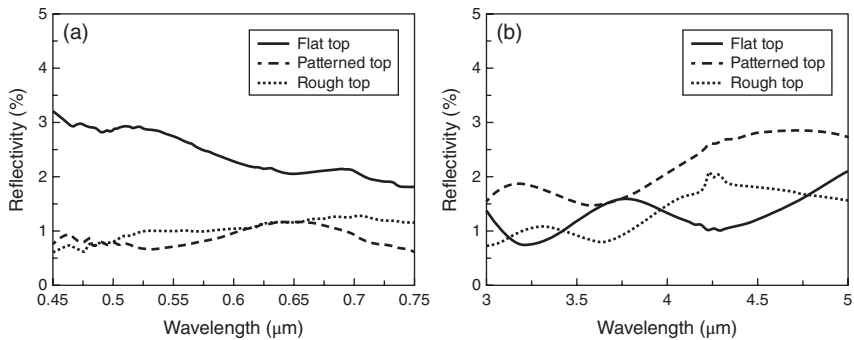 (a)
Flat top
Patterned top
Rough top
Reflectivity (%)
5
4
3
2
1
0
0.45
0.5
0.55
0.6
0.65
0.7
0.75
Wavelength (μm)
(b)
Flat top
Patterned top
Rough top
Reflectivity (%)
5
4
3
2
1
0
3
3.5
4
4.5
5
Wavelength (μm)